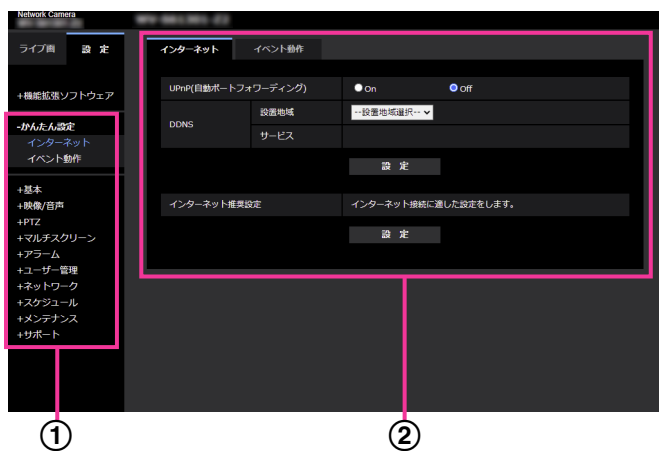 Network Camera
ライブ画
設 定
+機能拡張ソフトウェア
-かんたん設定
インターネット
イベント動作
+基本
+映像/音声
+PTZ
+マルチスクリーン
+アラーム
+ユーザー管理
+ネットワーク
+スケジュール
+メンテナンス
+サポート
インターネット
イベント動作
UPnP(自動ポートフォワーディング)
On
Off
DDNS
設置地域
--設置地域選択--
サービス
設 定
インターネット推奨設定
インターネット接続に適した設定をします。
設 定
①
②